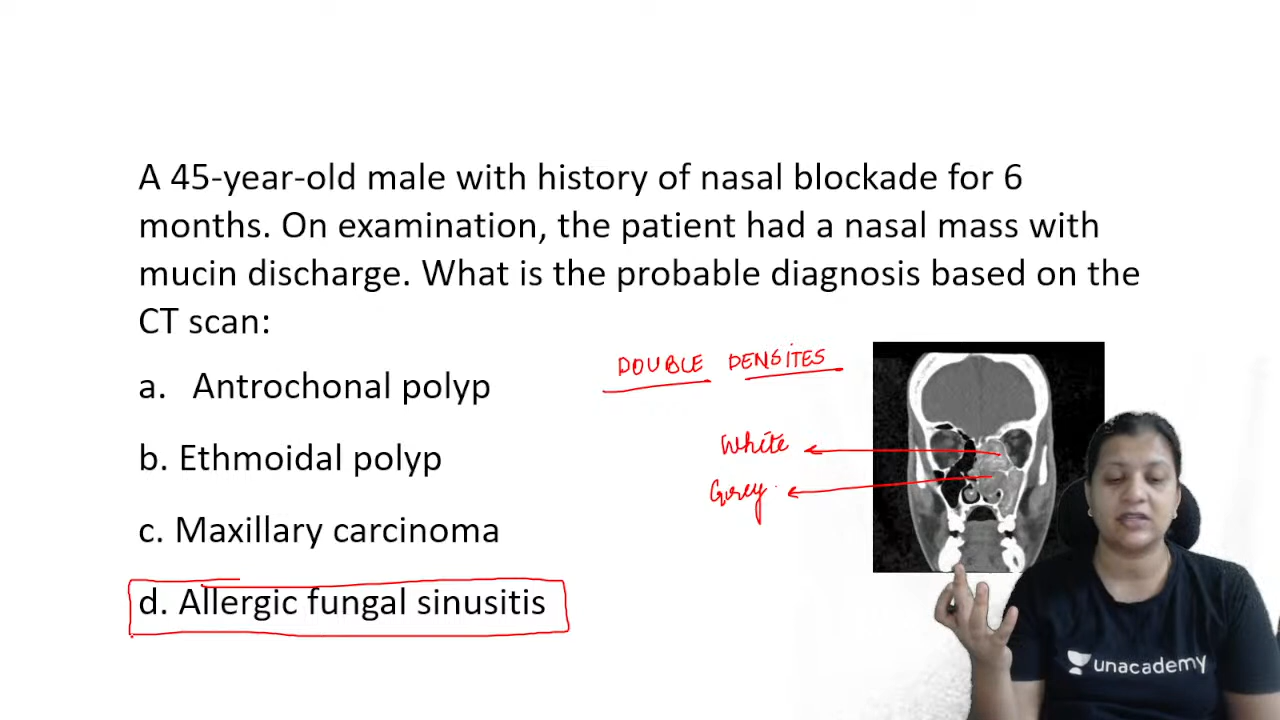 A 45-year-old male with history of nasal blockade for 6
months. On examination, the patient had a nasal mass with
mucin discharge. What is the probable diagnosis based on the
CT scan:
DOUBLE DENSITES
a. Antrochonal polyp
White
b. Ethmoidal polyp
Grey
c. Maxillary carcinoma
d. Allergic fungal sinusitis
unacademy